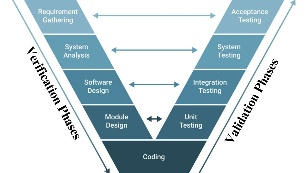 Requirement
Gathering
Acceptance
Testing
System
Analysis
System
Testing
Software
Design
Integration
Testing
Module
Design
Unit
Testing
Coding
Verification Phases
Validation Phases